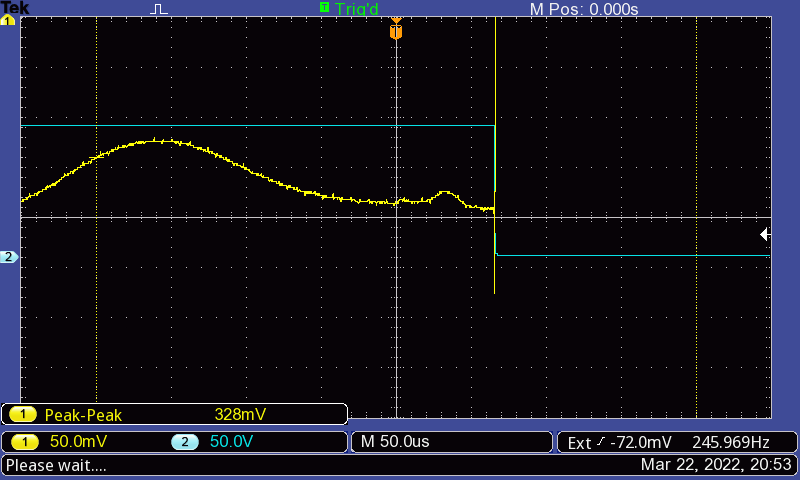 Tek T Trig'd M Pos: 0.000s
1
T
2
1 Peak-Peak 328mV
1 50.0mV 2 50.0V M 50.0us Ext -72.0mV 245.969Hz
Please wait.... Mar 22, 2022, 20:53